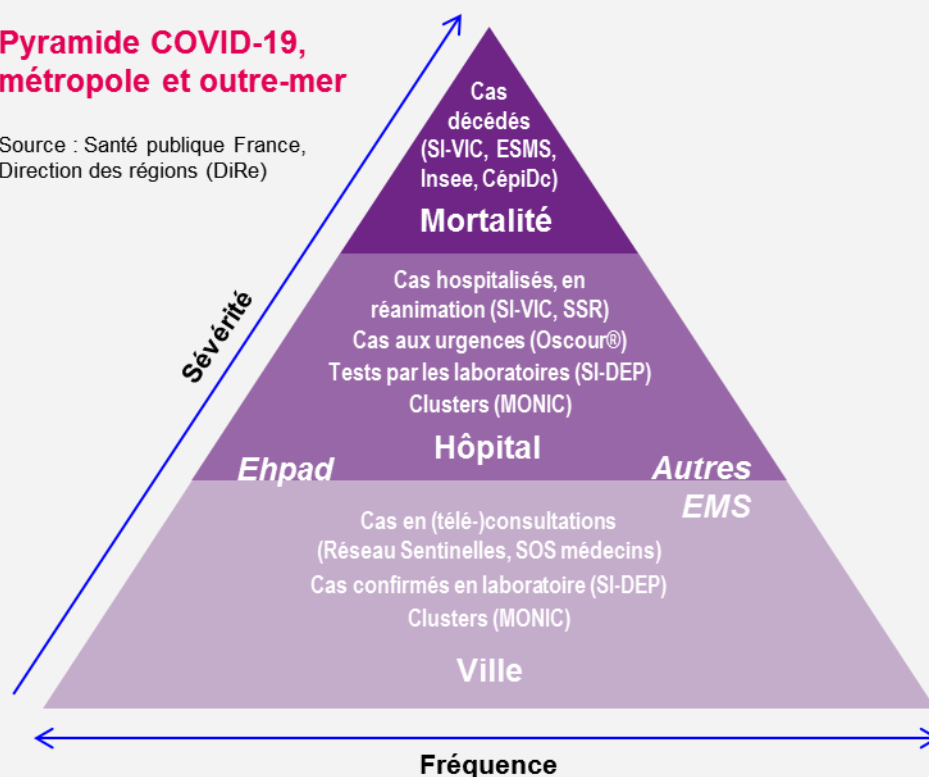 Pyramide COVID-19,
métropole et outre-mer
Source : Santé publique France,
Direction des régions (DiRe)
Cas
décédés
(SI-VIC, ESMS,
Insee, CépiDc)
Mortalité
Sévérité
Cas hospitalisés, en
réanimation (SI-VIC, SSR)
Cas aux urgences (Oscour®)
Tests par les laboratoires (SI-DEP)
Clusters (MONIC)
Hôpital
Ehpad
Autres
EMS
Cas en (télé-)consultations
(Réseau Sentinelles, SOS médecins)
Cas confirmés en laboratoire (SI-DEP)
Clusters (MONIC)
Ville
Fréquence